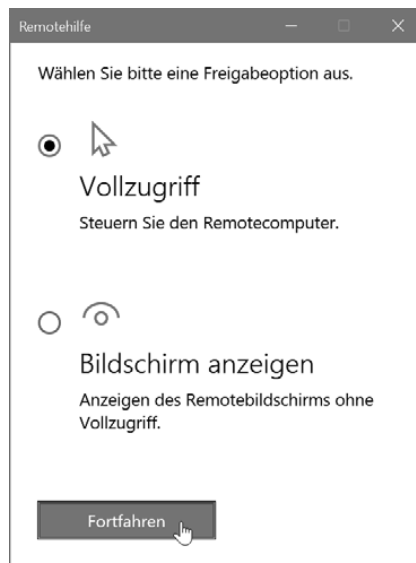 Remotehilfe
Wählen Sie bitte eine Freigabeoption aus.
Vollzugriff
Steuern Sie den Remotecomputer.
Bildschirm anzeigen
Anzeigen des Remotebildschirms ohne
Vollzugriff.
Fortfahren